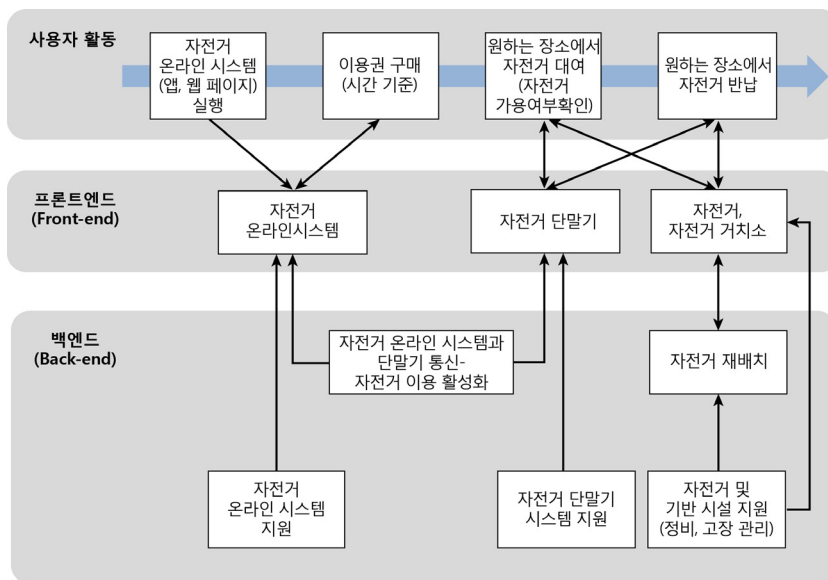 사용자 활동
자전거
온라인 시스템
(앱, 웹 페이지)
실행
이용권 구매
(시간 기준)
원하는 장소에서
자전거 대여
(자전거
가용여부확인)
원하는 장소에서
자전거 반납
프론트엔드
(Front-end)
자전거
온라인시스템
자전거 단말기
자전거,
자전거 거치소
백엔드
(Back-end)
자전거 온라인 시스템과
단말기 통신-
자전거 이용 활성화
자전거 재배치
자전거
온라인 시스템
지원
자전거 단말기
시스템 지원
자전거 및
기반 시설 지원
(정비, 고장 관리)